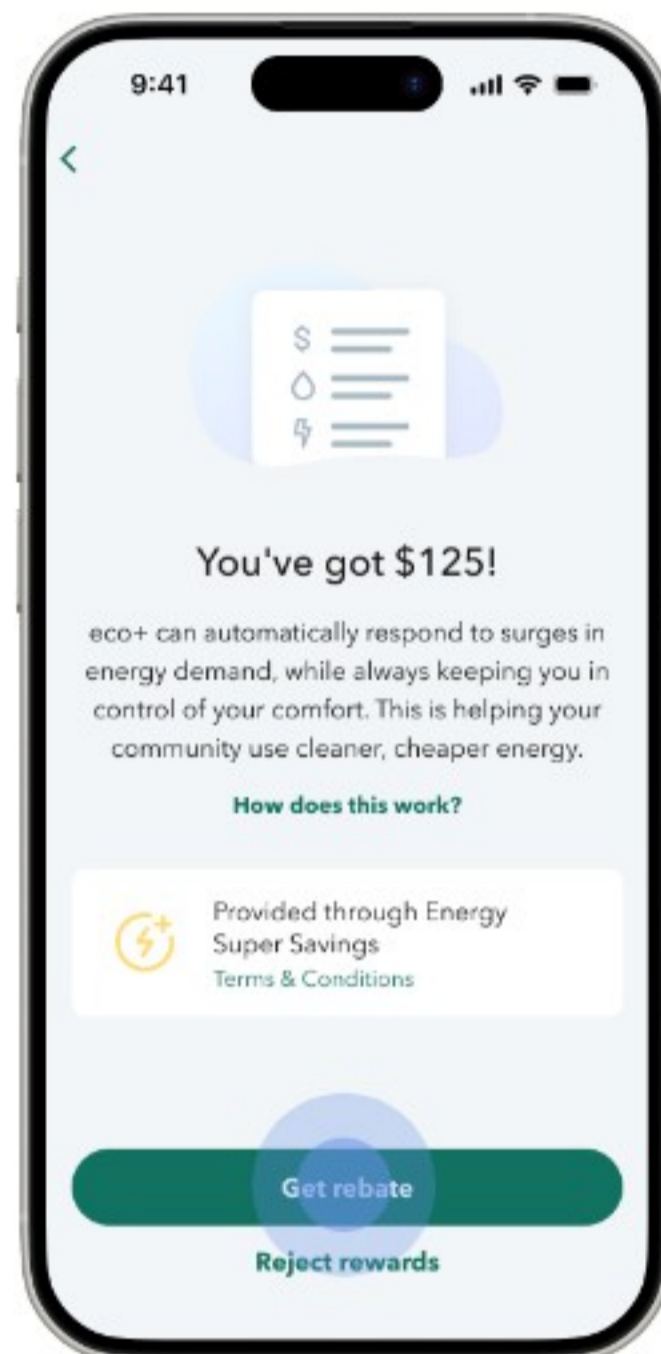 9:41
$
You've got $125!
eco+ can automatically respond to surges in
energy demand, while always keeping you in
control of your comfort. This is helping your
community use cleaner, cheaper energy.
How does this work?
Provided through Energy
Super Savings
Terms & Conditions
Get rebate
Reject rewards